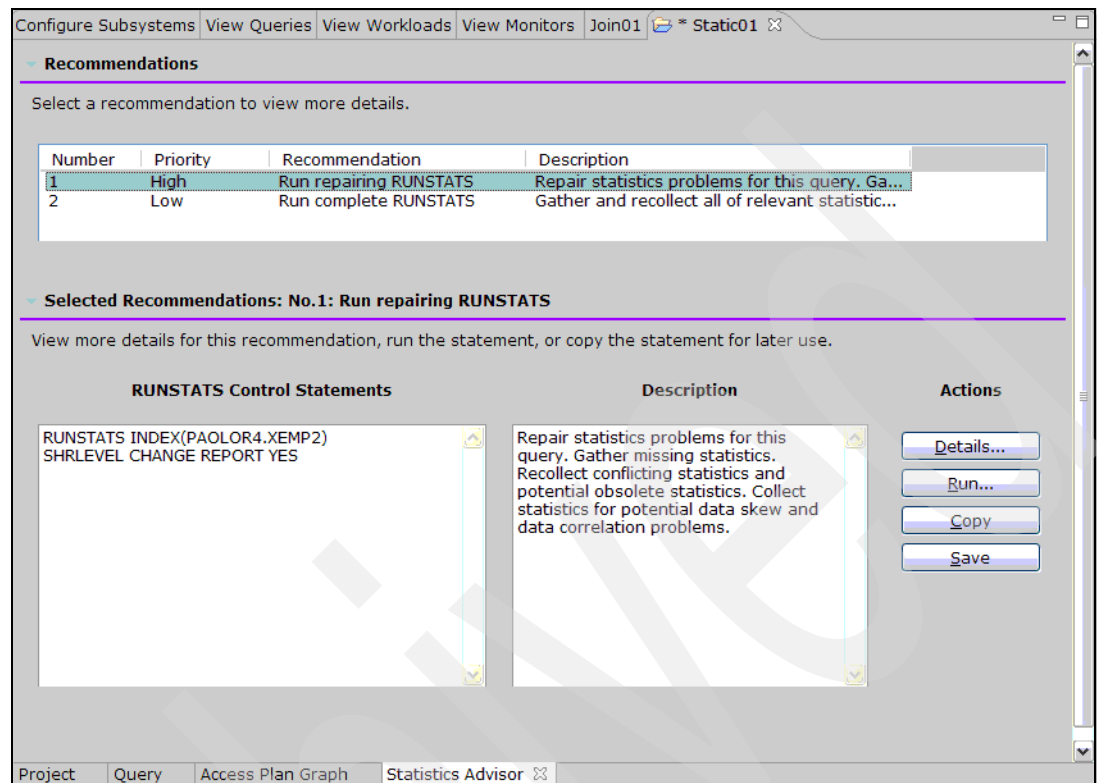 Configure Subsystems View Queries View Workloads View Monitors Join01 * Static01
Recommendations
Select a recommendation to view more details.
Number Priority Recommendation Description
1 High Run repairing RUNSTATS Repair statistics problems for this query. Ga...
2 Low Run complete RUNSTATS Gather and recollect all of relevant statistic...
Selected Recommendations: No.1: Run repairing RUNSTATS
View more details for this recommendation, run the statement, or copy the statement for later use.
RUNSTATS Control Statements Description Actions
RUNSTATS INDEX(PAOLOR4.XEMP2)
SHRLEVEL CHANGE REPORT YES
Repair statistics problems for this
query. Gather missing statistics.
Recollect conflicting statistics and
potential obsolete statistics. Collect
statistics for potential data skew and
data correlation problems.
Details...
Run...
Copy
Save
Project Query Access Plan Graph Statistics Advisor